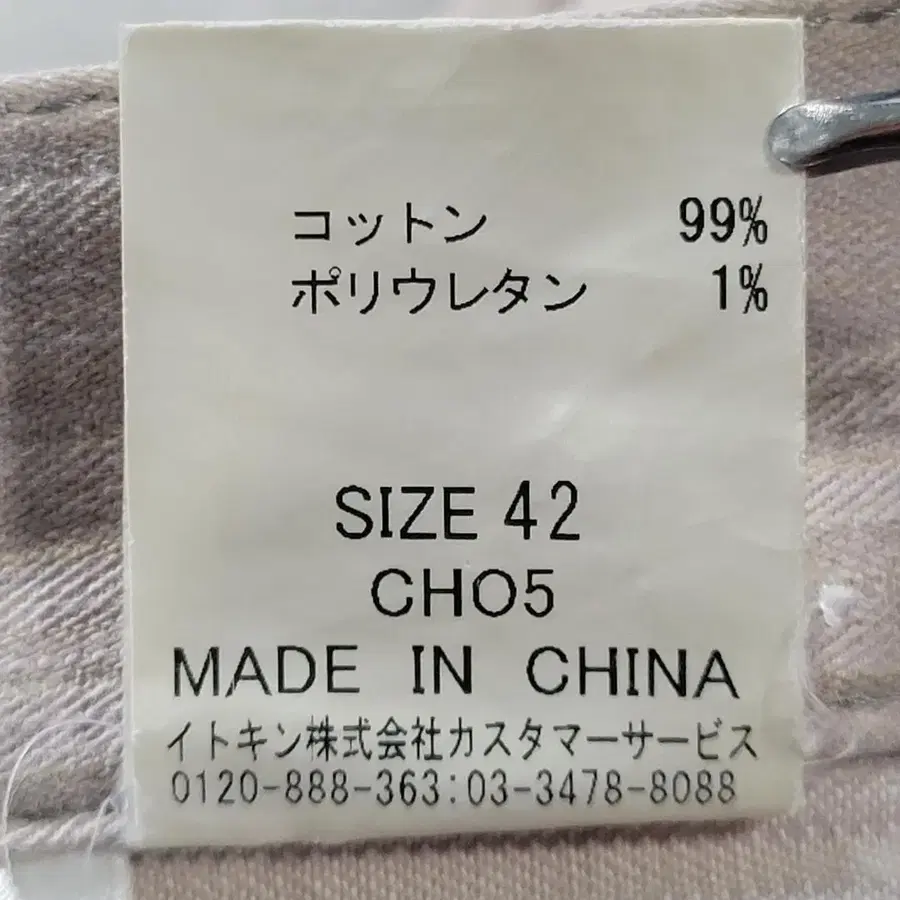 コットン 99%
ポリウレタン 1%
SIZE 42
CHO5
MADE IN CHINA
イトキン株式会社カスタマーサービス
0120-888-363:03-3478-8088